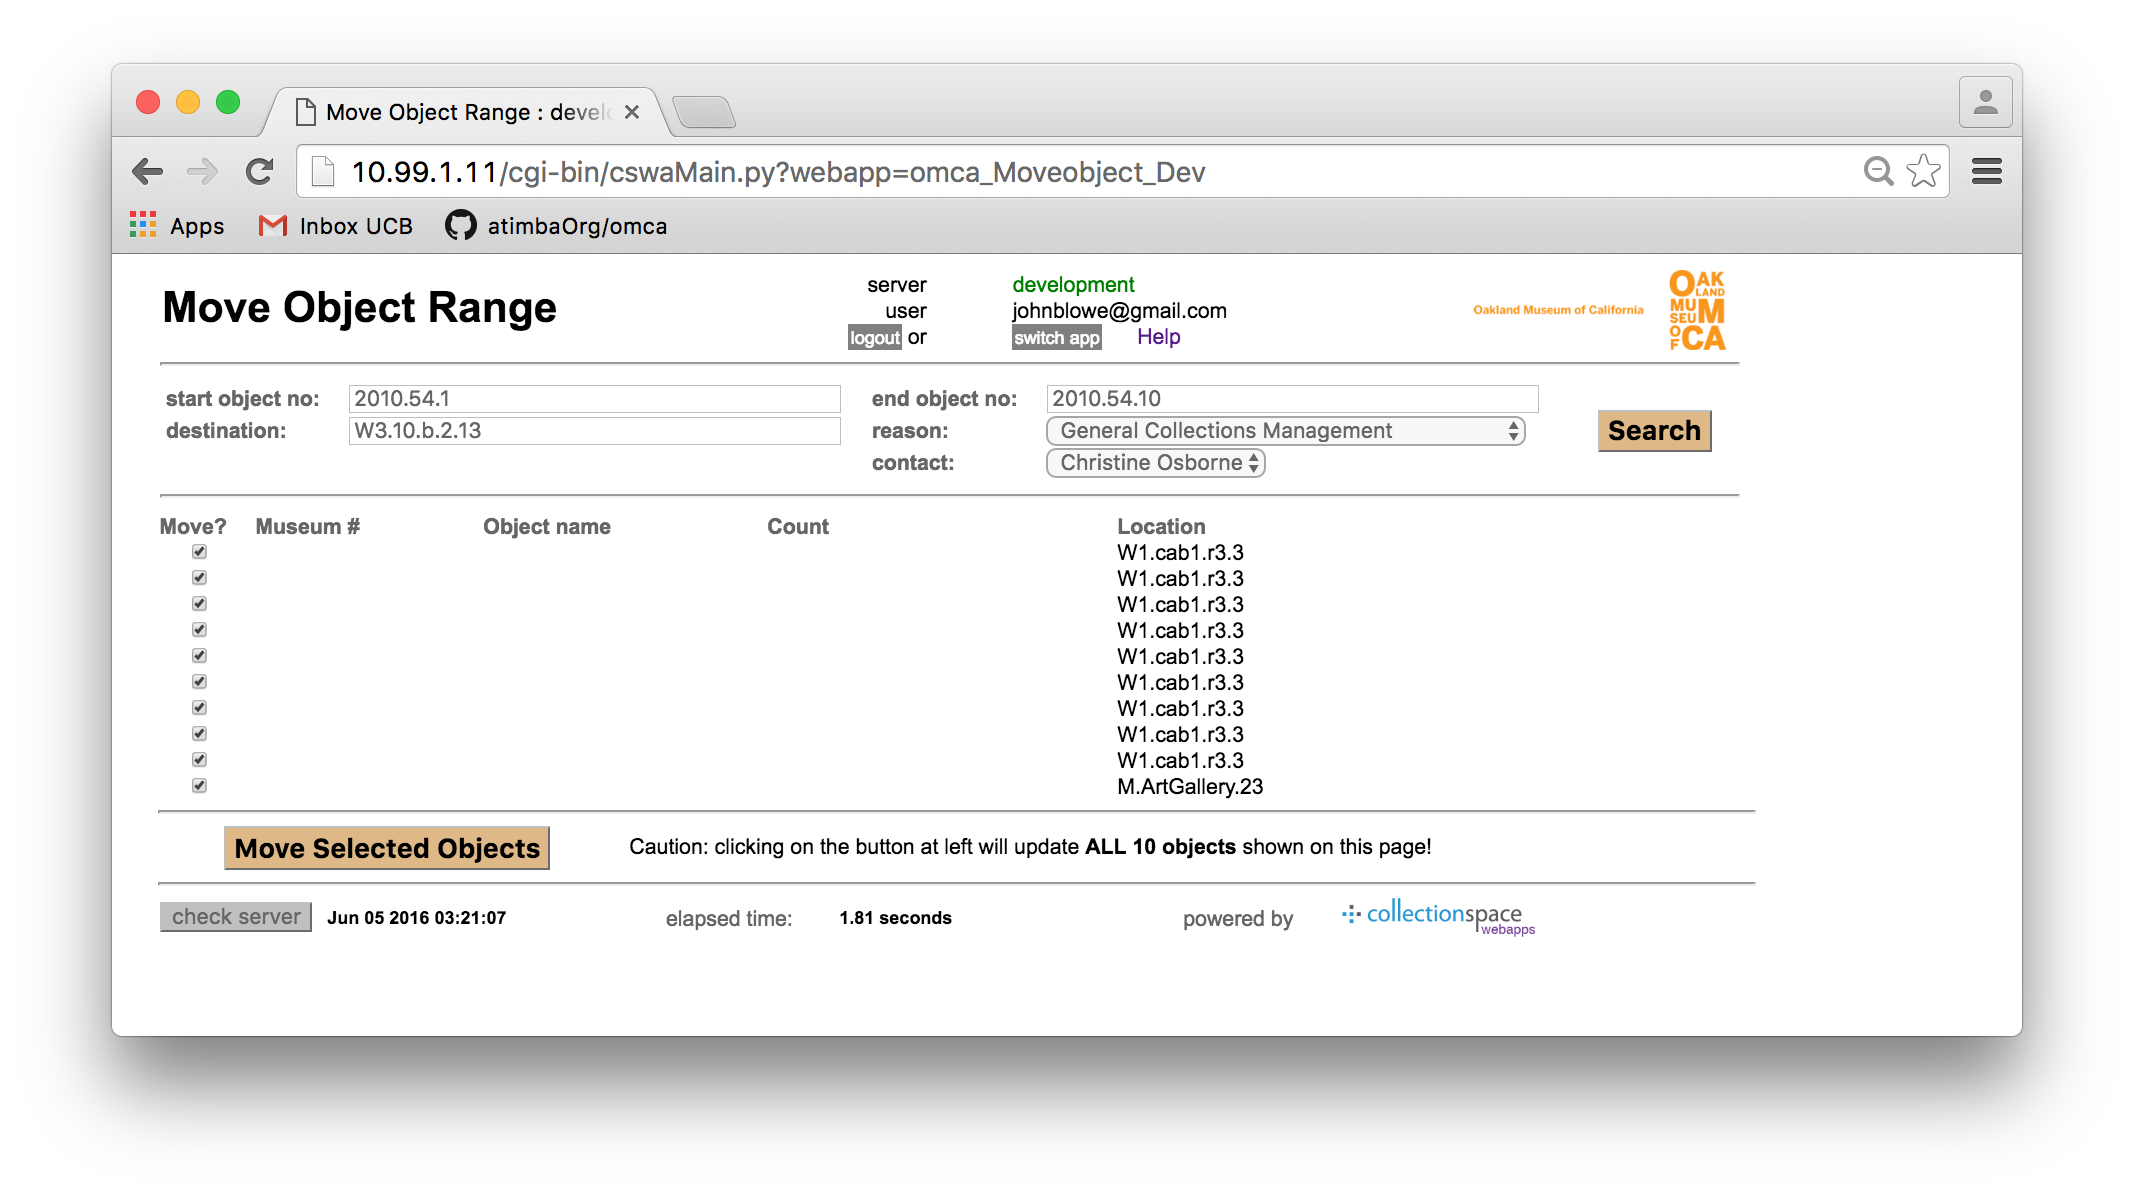 Move Object Range : develo
10.99.1.11/cgi-bin/cswaMain.py?webapp=omca_Moveobject_Dev
Apps Inbox UCB atimbaOrg/omca
Move Object Range
server development
user johnblowe@gmail.com
logout or switch app Help
Oakland Museum of California
OAK
LAND
MU
SEUM
OF CA
start object no: 2010.54.1 end object no: 2010.54.10
destination: W3.10.b.2.13 reason: General Collections Management
contact: Christine Osborne
Search
Move? Museum # Object name Count Location
W1.cab1.r3.3
W1.cab1.r3.3
W1.cab1.r3.3
W1.cab1.r3.3
W1.cab1.r3.3
W1.cab1.r3.3
W1.cab1.r3.3
W1.cab1.r3.3
W1.cab1.r3.3
M.ArtGallery.23
Move Selected Objects Caution: clicking on the button at left will update ALL 10 objects shown on this page!
check server Jun 05 2016 03:21:07 elapsed time: 1.81 seconds powered by collectionspace
webapps